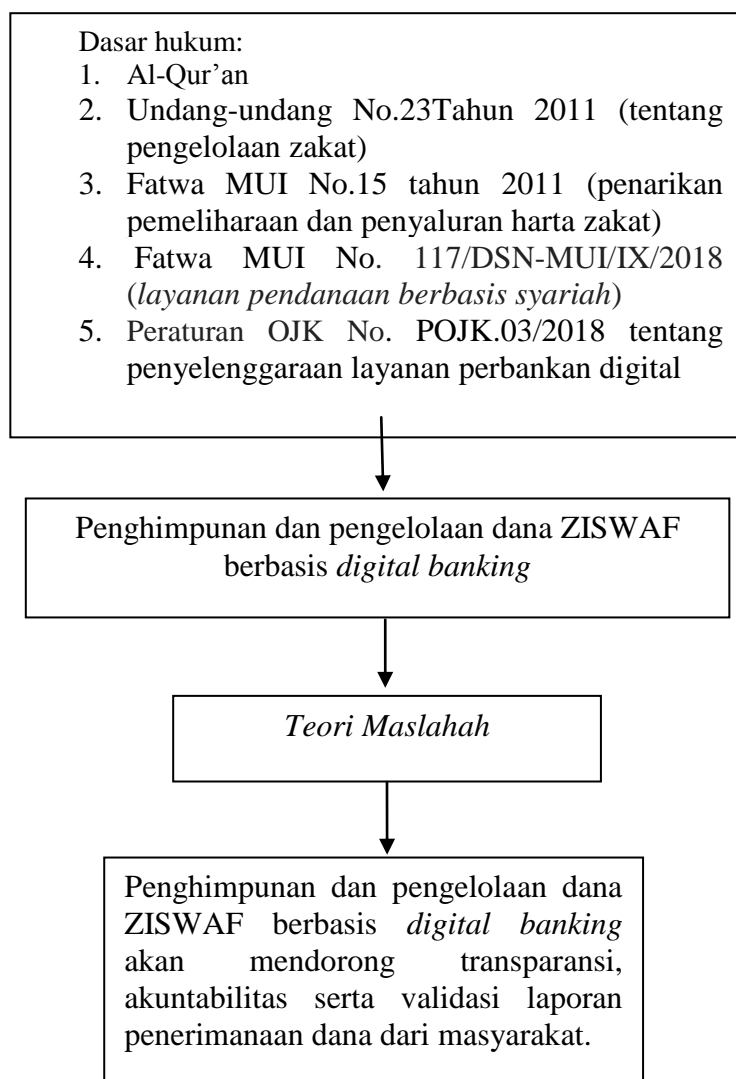 Dasar hukum:
1. Al-Qur’an
2. Undang-undang No.23Tahun 2011 (tentang
pengelolaan zakat)
3. Fatwa MUI No.15 tahun 2011 (penarikan
pemeliharaan dan penyaluran harta zakat)
4. Fatwa MUI No. 117/DSN-MUI/IX/2018
(layanan pendanaan berbasis syariah)
5. Peraturan OJK No. POJK.03/2018 tentang
penyelenggaraan layanan perbankan digital
Penghimpunan dan pengelolaan dana ZISWAF
berbasis digital banking
Teori Maslahah
Penghimpunan dan pengelolaan dana
ZISWAF berbasis digital banking
akan mendorong transparansi,
akuntabilitas serta validasi laporan
penerimanaan dana dari masyarakat.